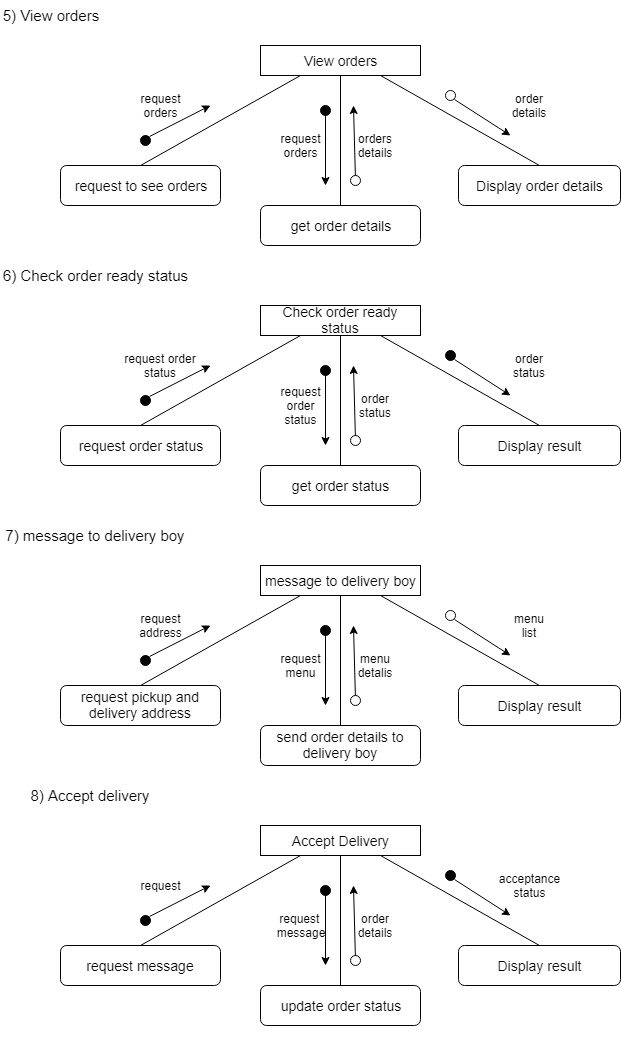 5) View orders
View orders
request
orders
order
details
request
orders
orders
details
request to see orders
Display order details
get order details
6) Check order ready status
Check order ready
status
request order
status
order
status
request
order
status
order
status
request order status
Display result
get order status
7) message to delivery boy
message to delivery boy
request
address
menu
list
request
menu
menu
detalis
request pickup and
delivery address
Display result
send order details to
delivery boy
8) Accept delivery
Accept Delivery
request
acceptance
status
request
message
order
details
request message
Display result
update order status